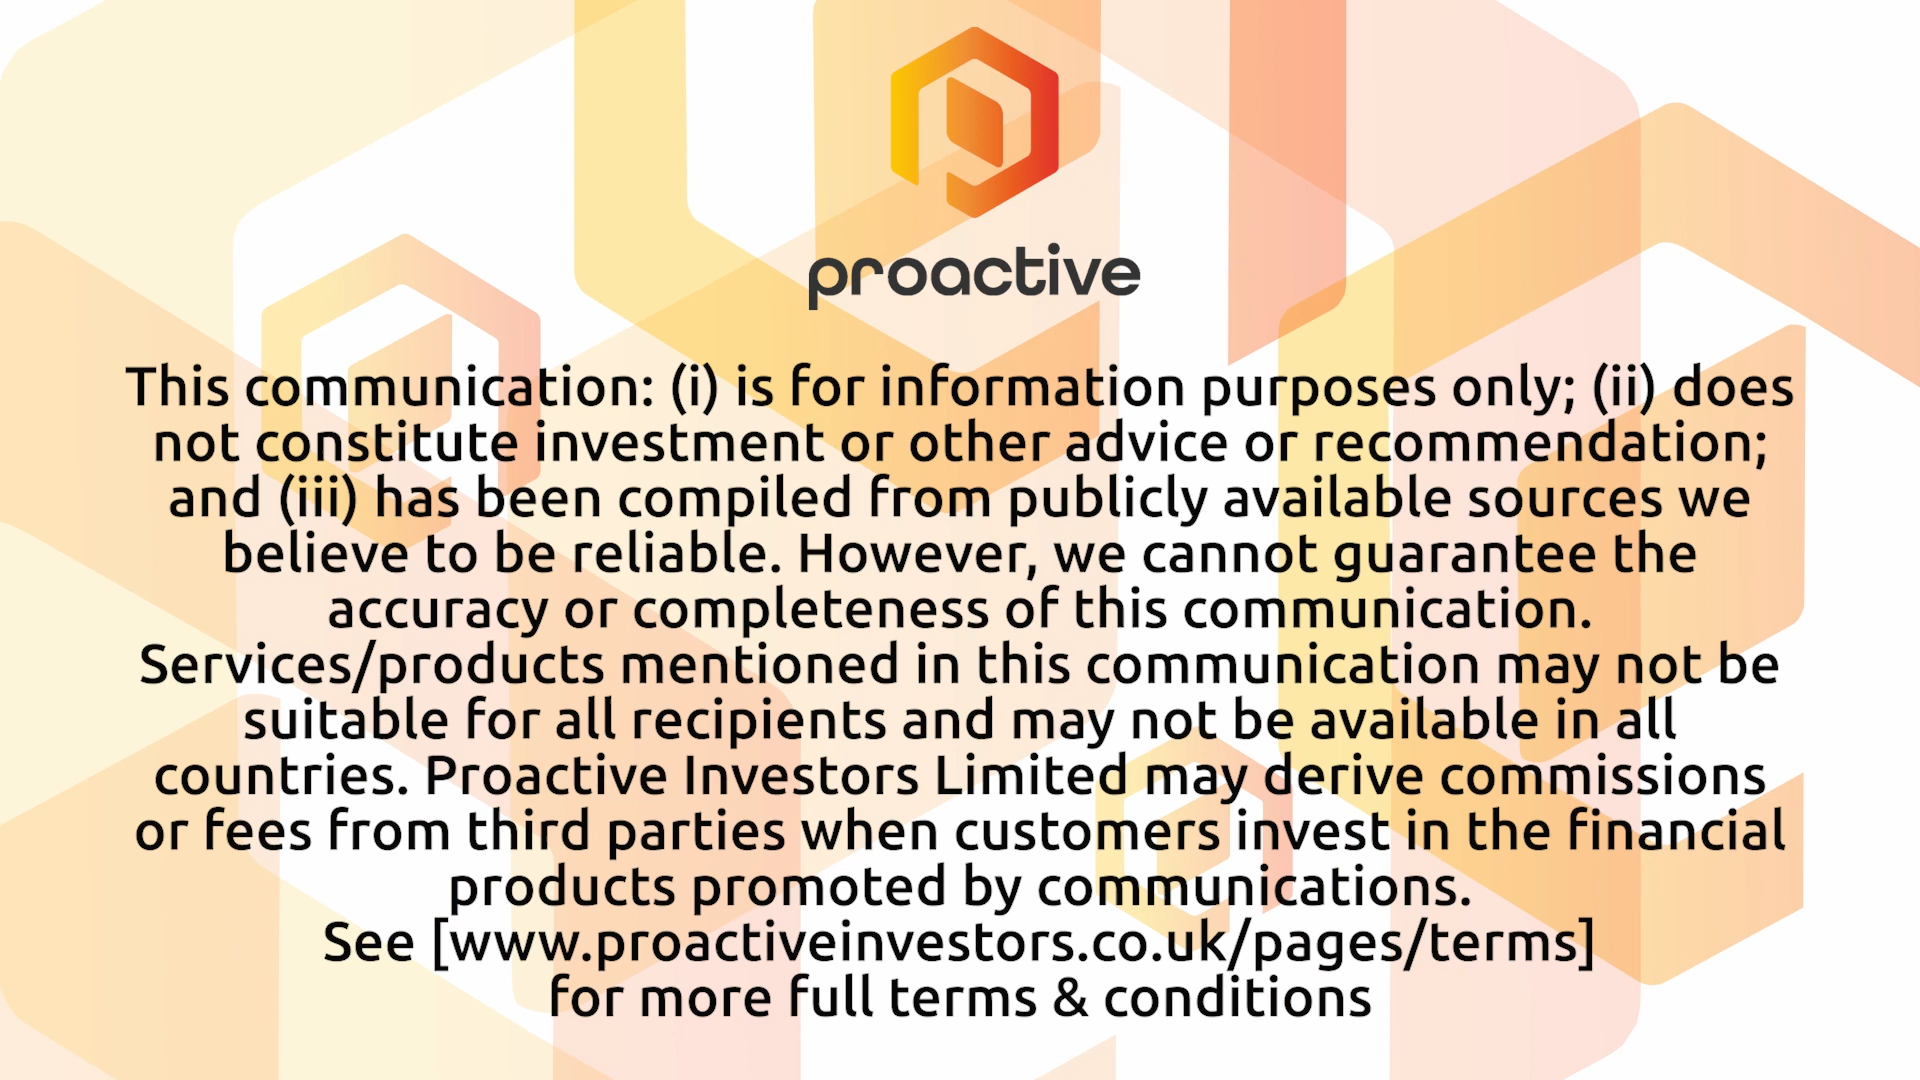 proactive
This communication: (i) is for information purposes only; (ii) does
not constitute investment or other advice or recommendation;
and (iii) has been compiled from publicly available sources we
believe to be reliable. However, we cannot guarantee the
accuracy or completeness of this communication.
Services/products mentioned in this communication may not be
suitable for all recipients and may not be available in all
countries. Proactive Investors Limited may derive commissions
or fees from third parties when customers invest in the financial
products promoted by communications.
See [www.proactiveinvestors.co.uk/pages/terms]
for more full terms & conditions